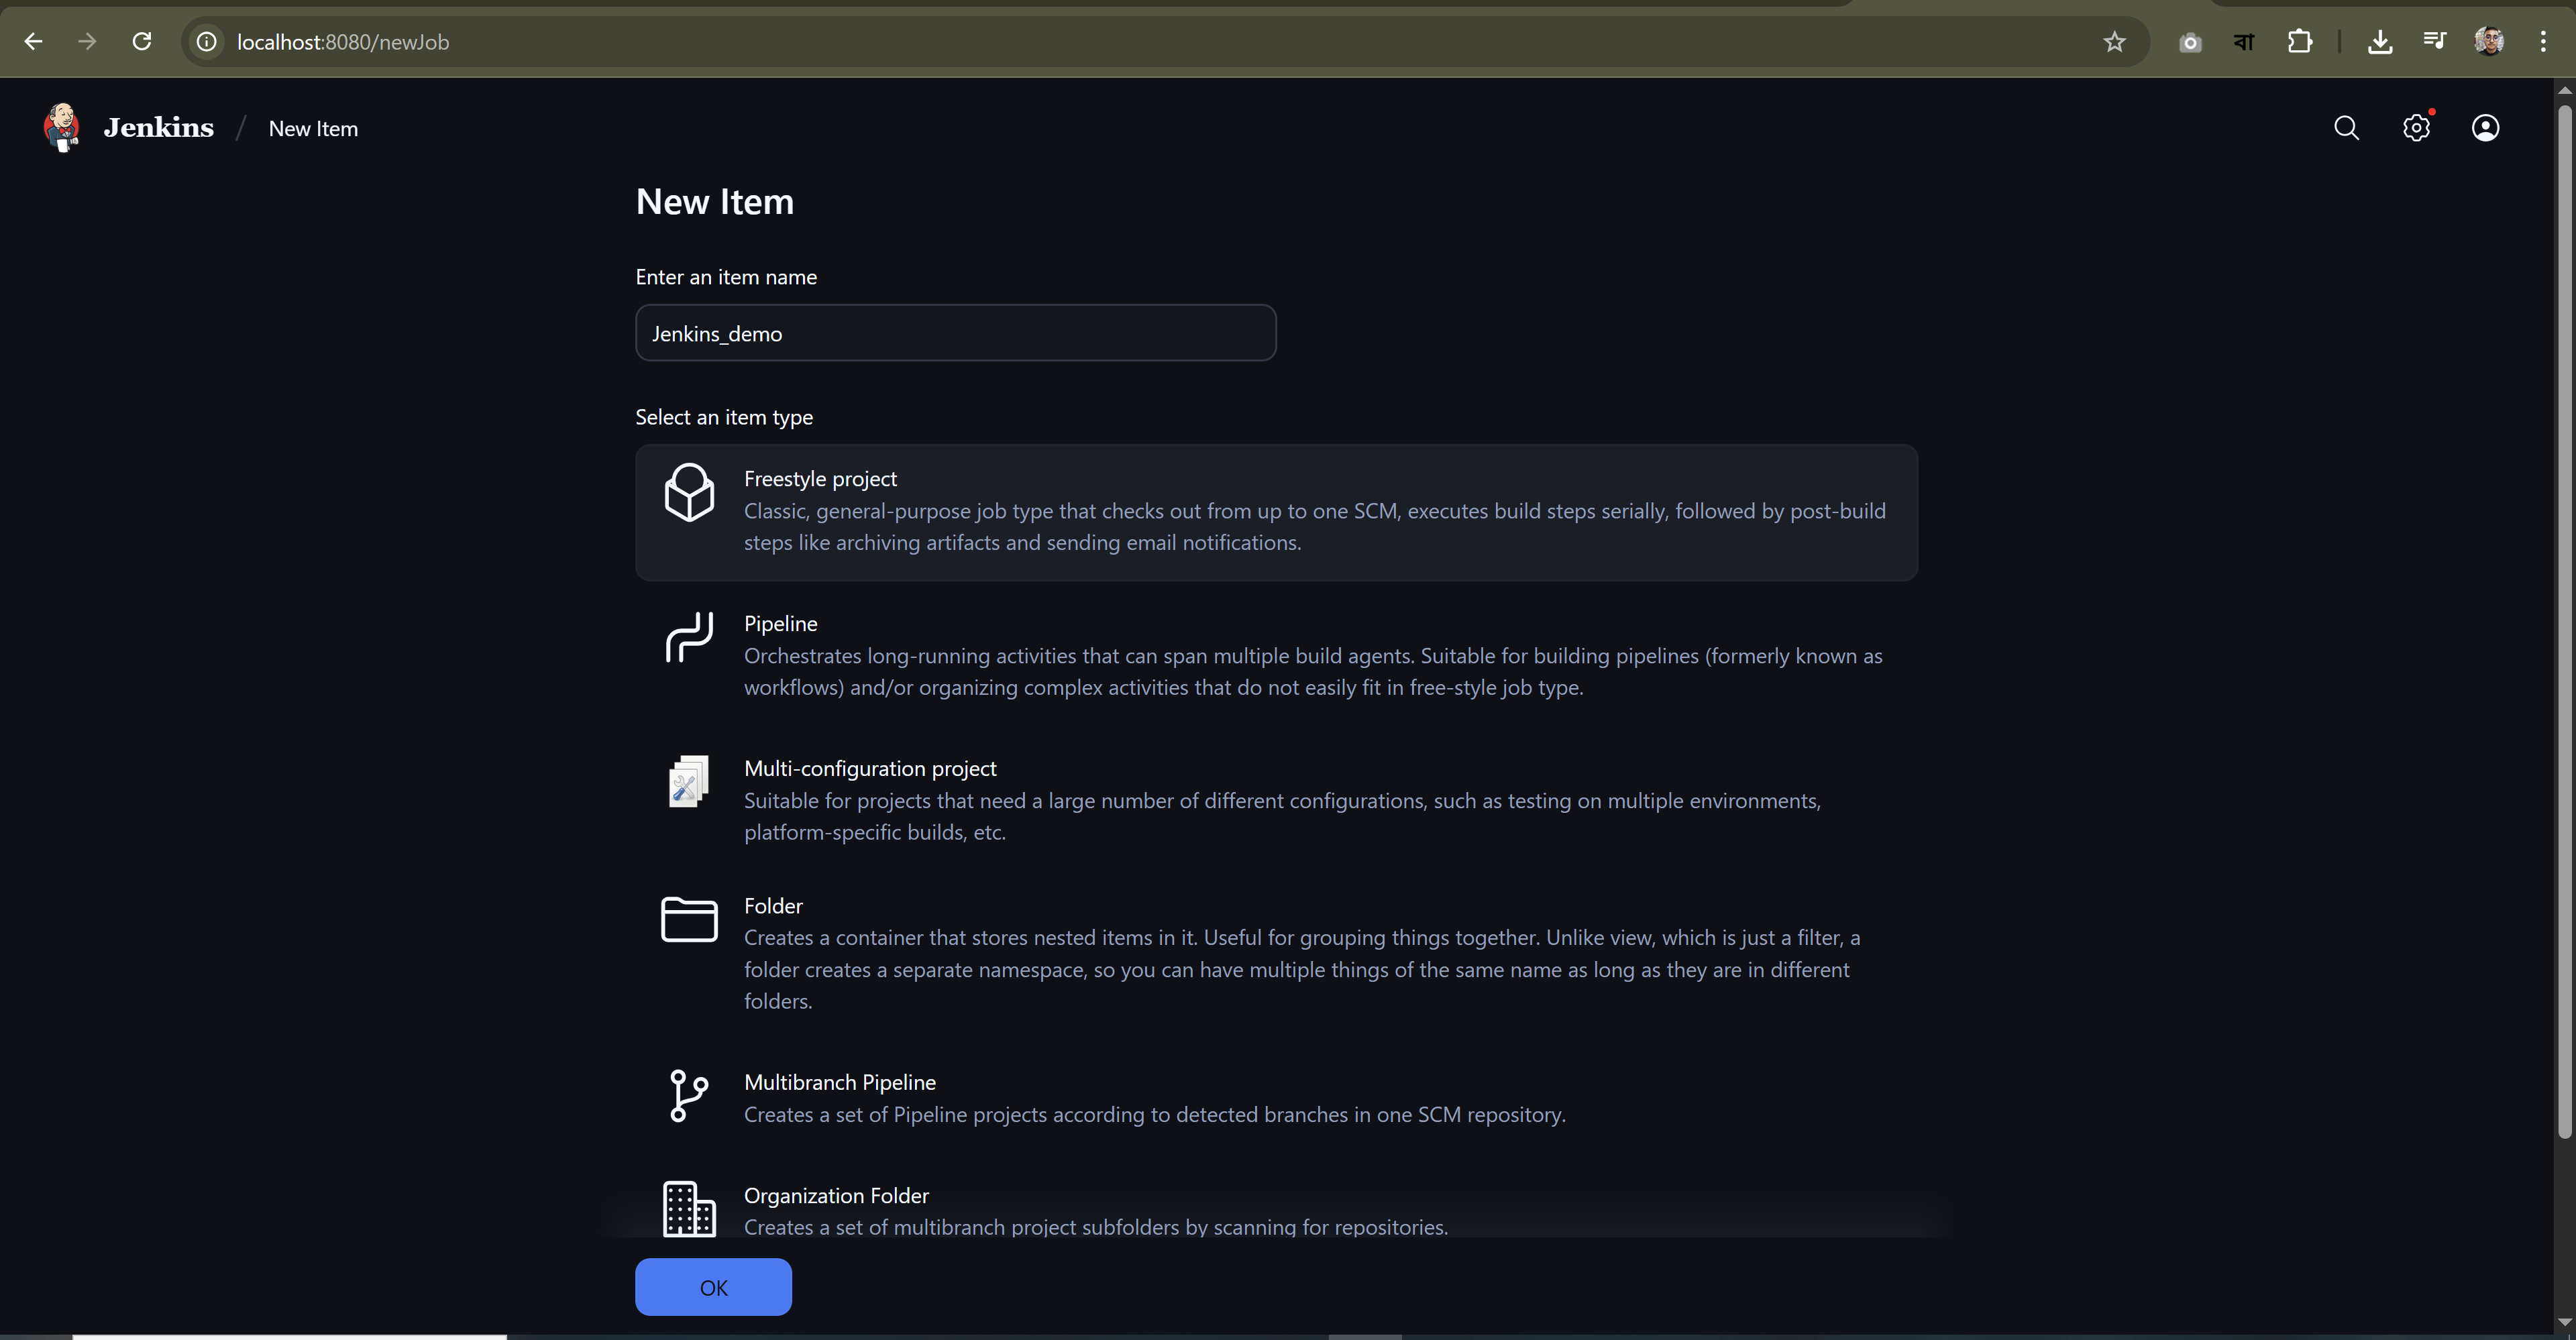 localhost:8080/newJob
বা
Jenkins / New Item
New Item
Enter an item name
Jenkins_demo
Select an item type
Freestyle project
Classic, general-purpose job type that checks out from up to one SCM, executes build steps serially, followed by post-build
steps like archiving artifacts and sending email notifications.
Pipeline
Orchestrates long-running activities that can span multiple build agents. Suitable for building pipelines (formerly known as
workflows) and/or organizing complex activities that do not easily fit in free-style job type.
Multi-configuration project
Suitable for projects that need a large number of different configurations, such as testing on multiple environments,
platform-specific builds, etc.
Folder
Creates a container that stores nested items in it. Useful for grouping things together. Unlike view, which is just a filter, a
folder creates a separate namespace, so you can have multiple things of the same name as long as they are in different
folders.
Multibranch Pipeline
Creates a set of Pipeline projects according to detected branches in one SCM repository.
Organization Folder
Creates a set of multibranch project subfolders by scanning for repositories.
OK